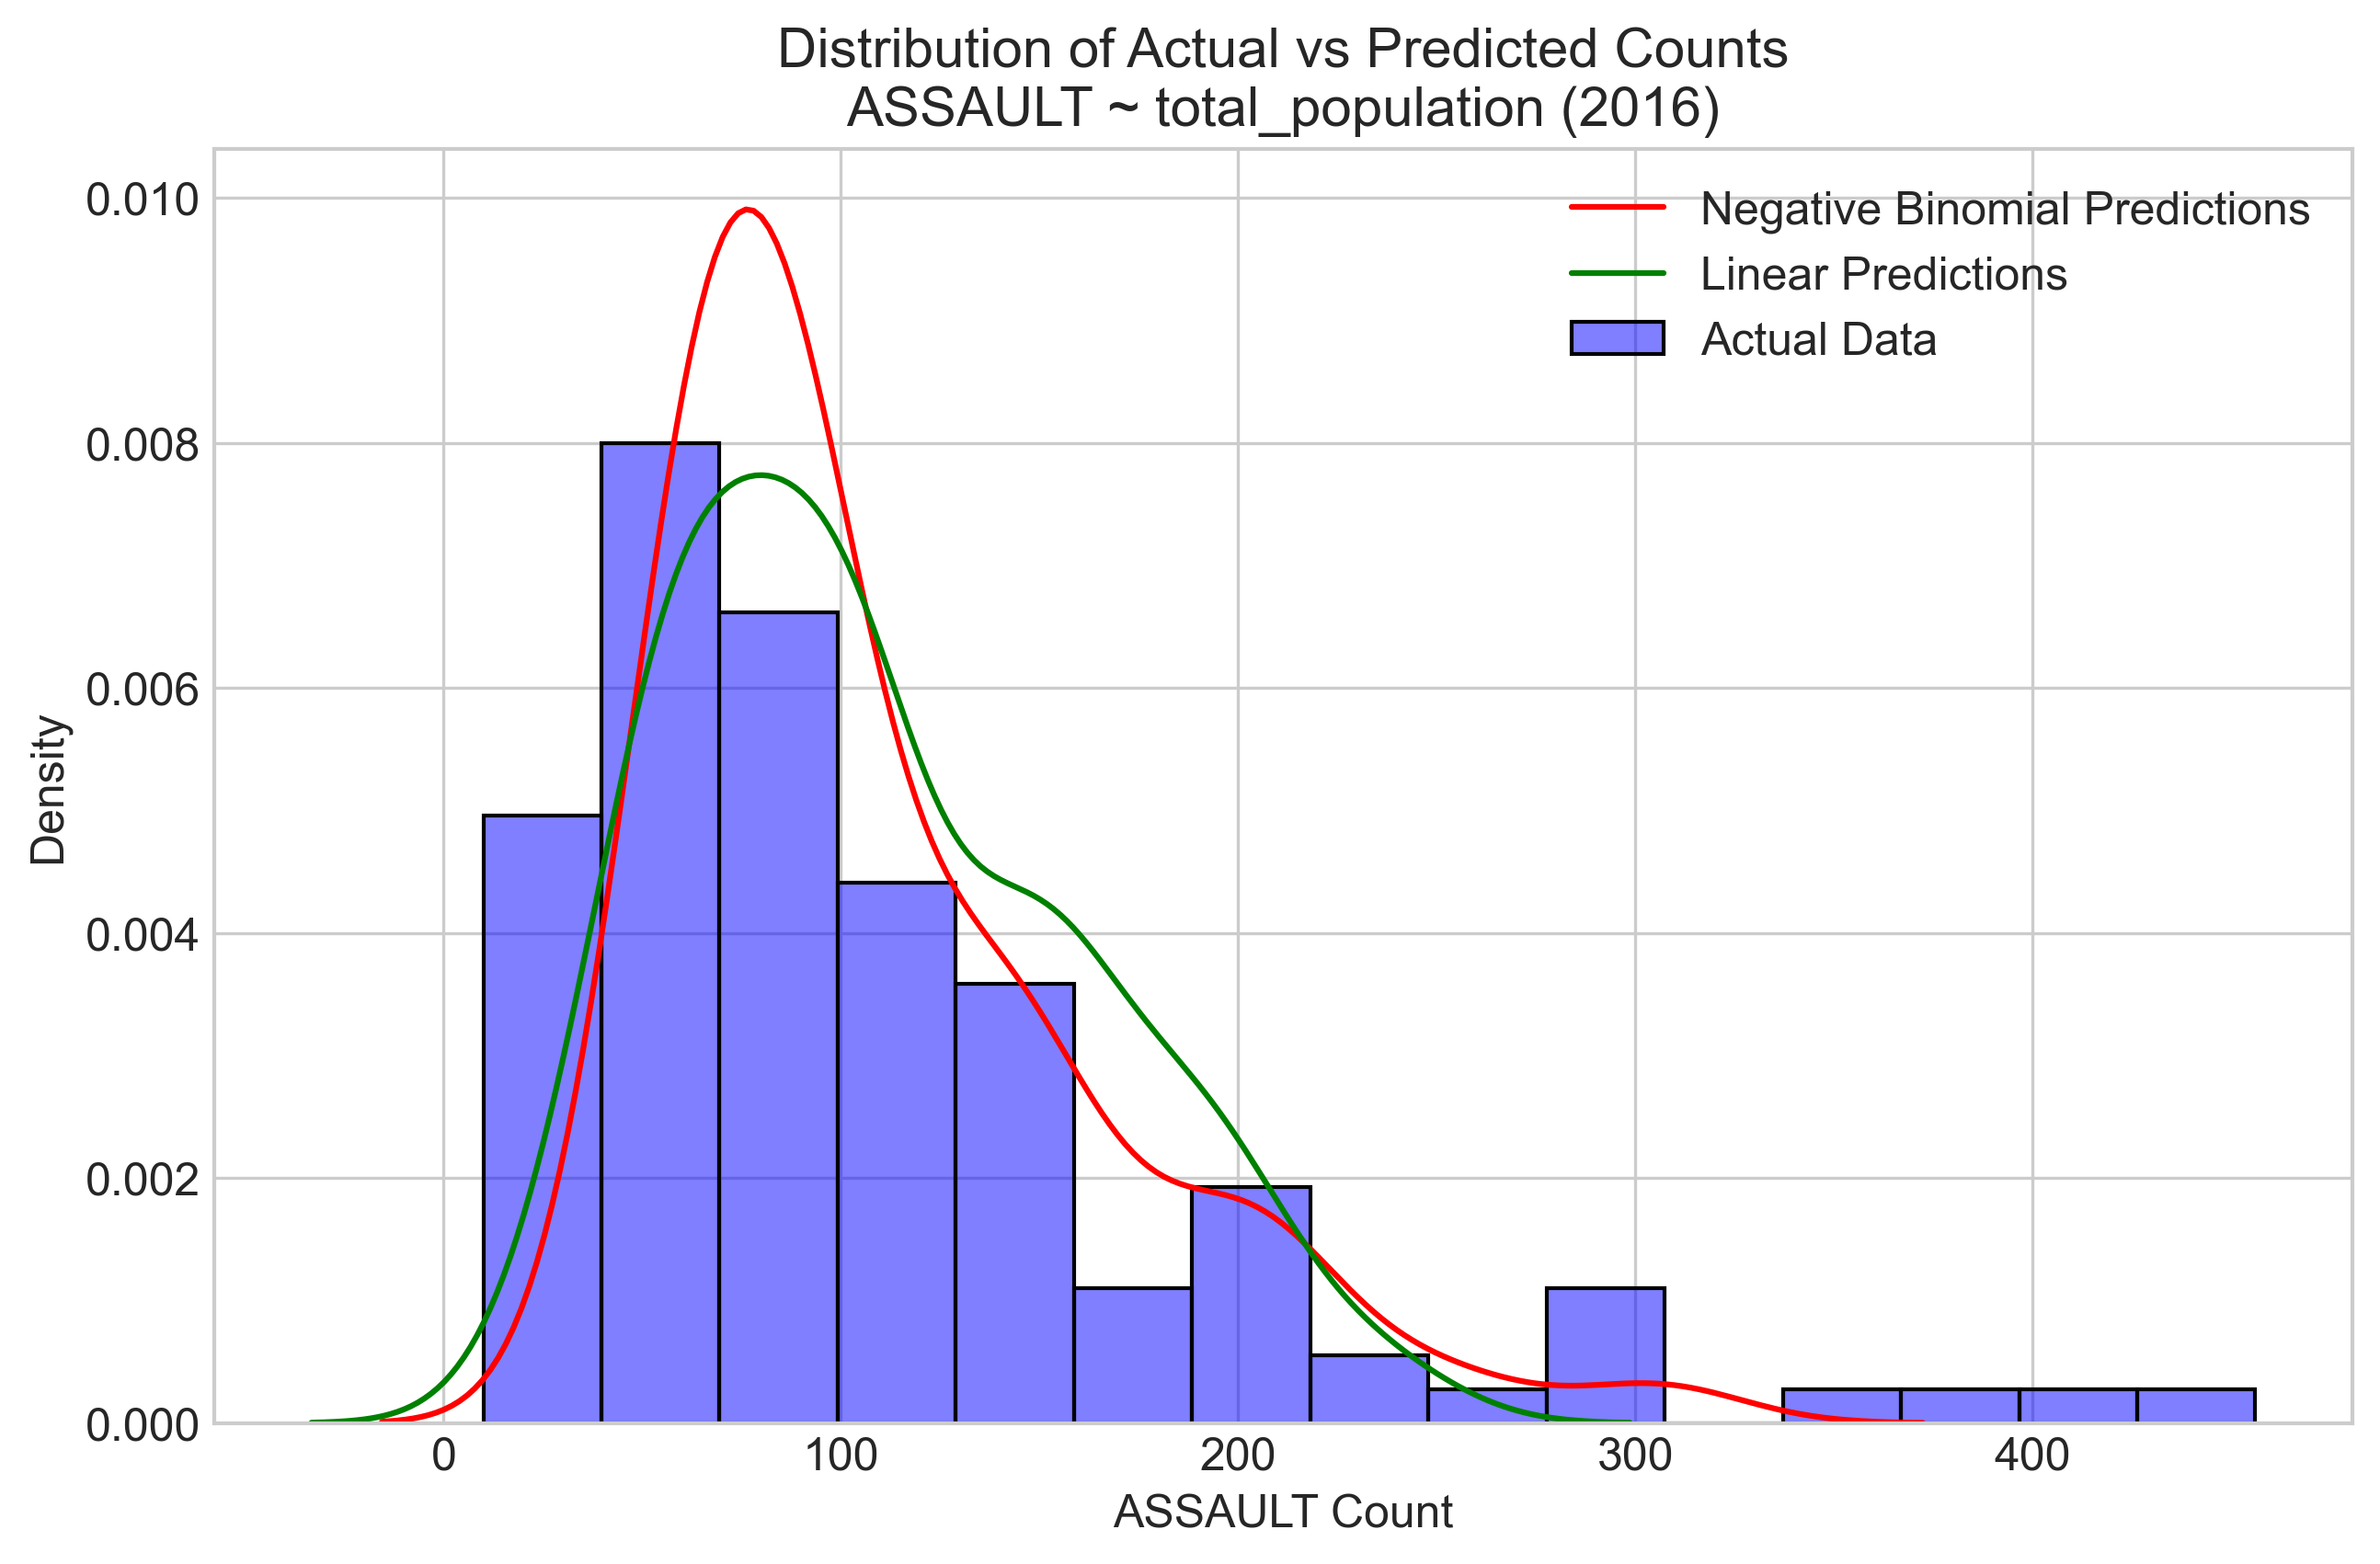 Distribution of Actual vs Predicted Counts
ASSAULT ~ total_population (2016)
Negative Binomial Predictions
Linear Predictions
Actual Data
0.010
0.008
0.006
0.004
0.002
0.000
Density
0 100 200 300 400
ASSAULT Count